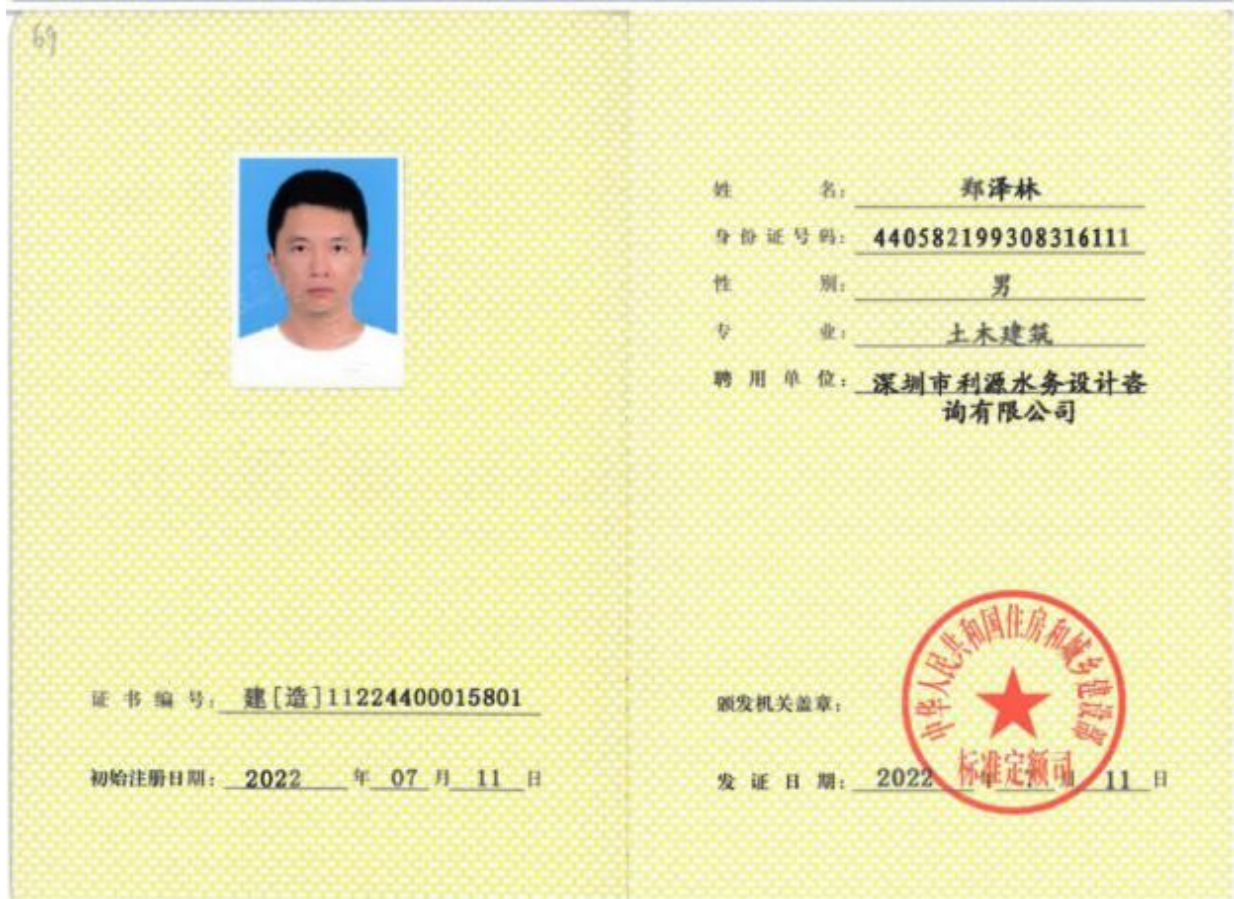 69
姓名: 郑泽林
身份证号码: 440582199308316111
性别: 男
专业: 土木建筑
聘用单位: 深圳市利源水务设计咨
询有限公司
证书编号: 建[造]11224400015801
初始注册日期: 2022 年 07 月 11 日
颁发机关盖章:
中华人民共和国住房和城乡建设部
标准定额司
发证日期: 2022 年 7 月 11 日